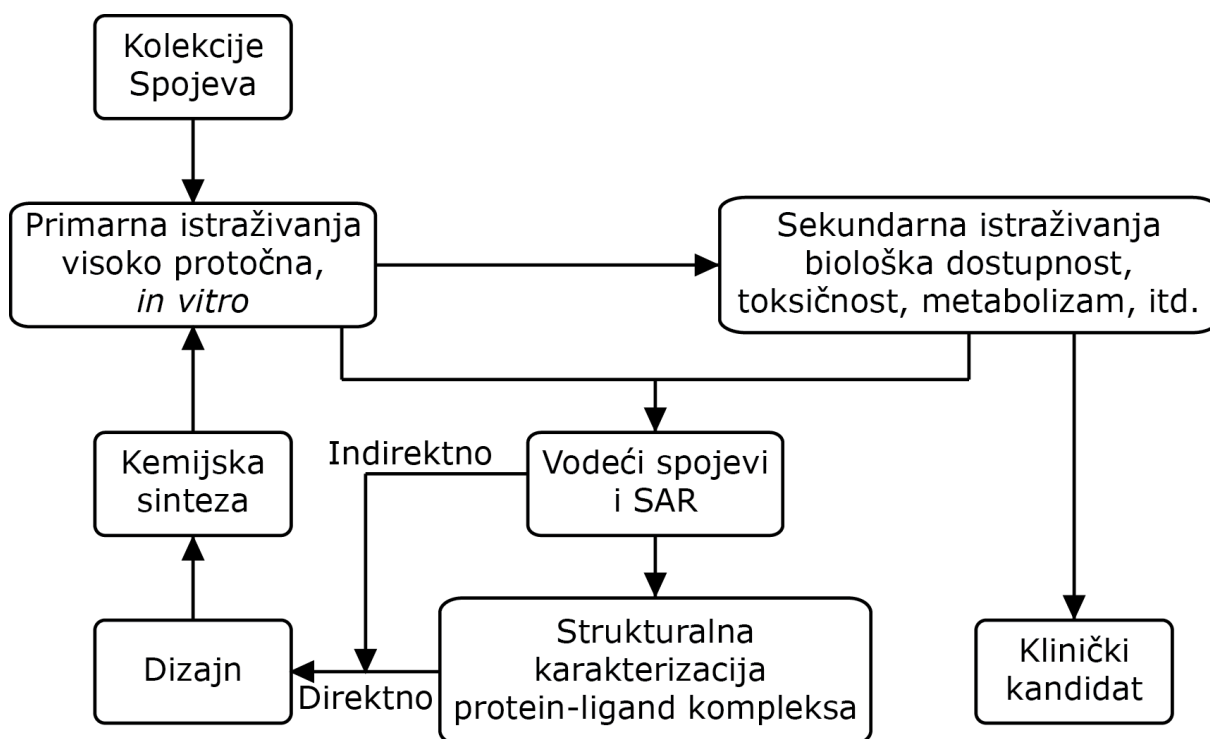 Kolekcije
Spojeva
Primarna istraživanja
visoko protočna,
in vitro
Sekundarna istraživanja
biološka dostupnost,
toksičnost, metabolizam, itd.
Kemijska
sinteza
Indirektno
Vodeći spojevi
i SAR
Dizajn
Direktno
Strukturalna
karakterizacija
protein-ligand kompleksa
Klinički
kandidat